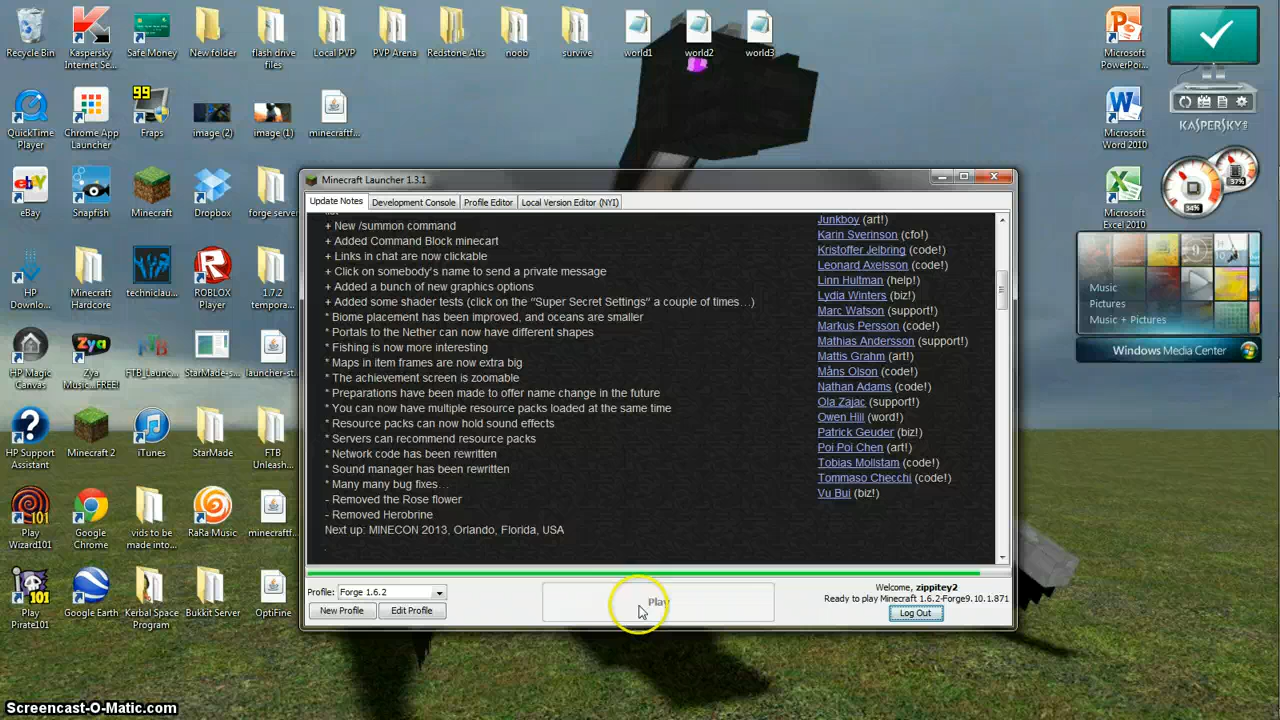 Recycle Bin
Kaspersky Internet Se...
Safe Money
New folder
flash drive files
Local PVP
PVP Arena
Redstone Alts
noob
survive
world1
world2
world3
Microsoft PowerPoi...
QuickTime Player
Chrome App Launcher
99
Fraps
image (2)
image (1)
minecraftf...
Microsoft Word 2010
KASPERSKY
eBay
Snapfish
Minecraft
Dropbox
forge server
Microsoft Excel 2010
34%
37%
HP Downlo...
Minecraft Hardcore
techniclau...
ROBLOX Player
1.7.2 tempora...
Music
Pictures
Music + Pictures
Windows Media Center
HP Magic Canvas
Zya Music...FREE!
FTB_Launc...
StarMade-s...
launcher-st...
HP Support Assistant
Minecraft 2
iTunes
StarMade
FTB Unleash...
Play Wizard101
Google Chrome
vids to be made into...
RaRa Music
minecraftf...
Play Pirate101
Google Earth
Kerbal Space Program
Bukkit Server
OptiFine
Minecraft Launcher 1.3.1
Update Notes
Development Console
Profile Editor
Local Version Editor (NYI)
list
+ New /summon command
+ Added Command Block minecart
+ Links in chat are now clickable
+ Click on somebody's name to send a private message
+ Added a bunch of new graphics options
+ Added some shader tests (click on the "Super Secret Settings" a couple of times…)
* Biome placement has been improved, and oceans are smaller
* Portals to the Nether can now have different shapes
* Fishing is now more interesting
* Maps in item frames are now extra big
* The achievement screen is zoomable
* Preparations have been made to offer name change in the future
* You can now have multiple resource packs loaded at the same time
* Resource packs can now hold sound effects
* Servers can recommend resource packs
* Network code has been rewritten
* Sound manager has been rewritten
* Many many bug fixes…
- Removed the Rose flower
- Removed Herobrine
Next up: MINECON 2013, Orlando, Florida, USA
Junkboy (art!)
Karin Sverinson (cfo!)
Kristoffer Jelbring (code!)
Leonard Axelsson (code!)
Linn Hultman (help!)
Lydia Winters (biz!)
Marc Watson (support!)
Markus Persson (code!)
Mathias Andersson (support!)
Mattis Grahm (art!)
Måns Olson (code!)
Nathan Adams (code!)
Ola Zajac (support!)
Owen Hill (word!)
Patrick Geuder (biz!)
Poi Poi Chen (art!)
Tobias Mollstam (code!)
Tommaso Checchi (code!)
Vu Bui (biz!)
Profile: Forge 1.6.2
New Profile
Edit Profile
Play
Welcome, zippitey2
Ready to play Minecraft 1.6.2-Forge9.10.1.871
Log Out
Screencast-O-Matic.com